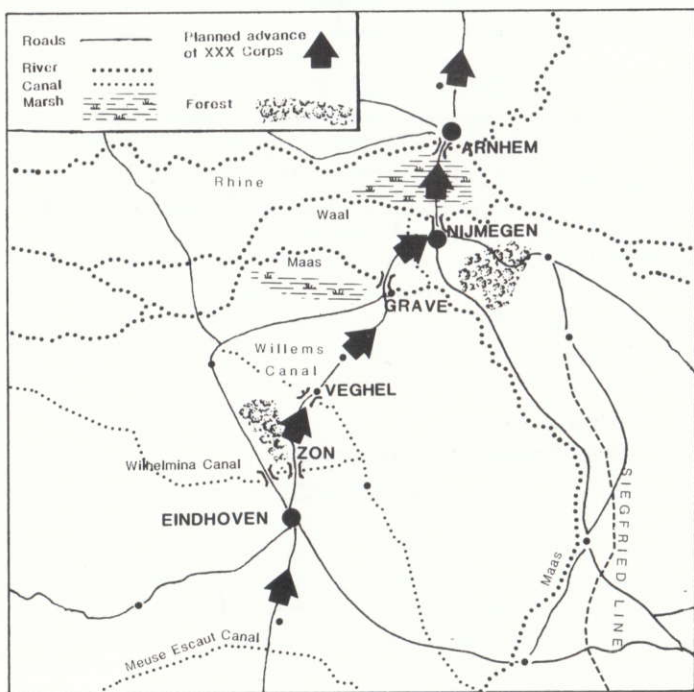 Roads
Planned advance
of XXX Corps
River
Canal
Marsh
Forest
ARNHEM
Rhine
Waal
NIJMEGEN
Maas
GRAVE
Willems
Canal
VEGHEL
ZON
Wilhelmina Canal
EINDHOVEN
SIEGFRIED LINE
Maas
Meuse Escaut Canal